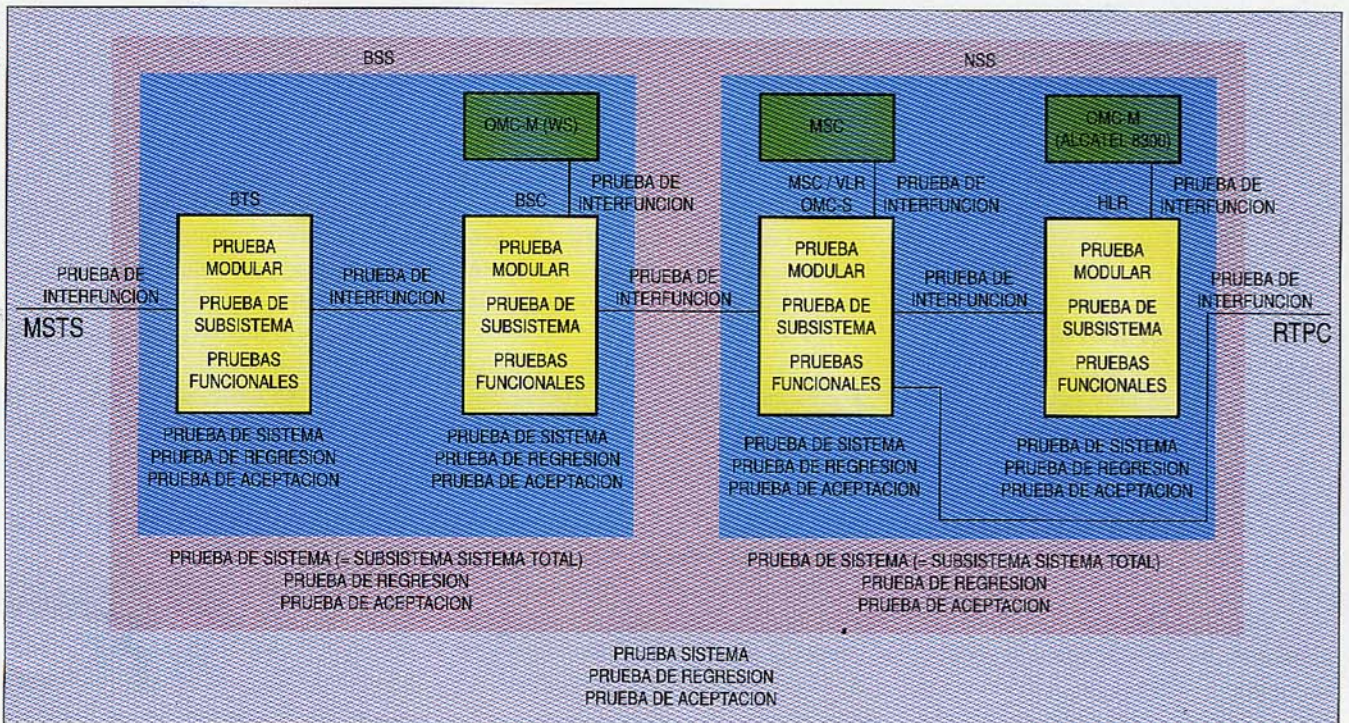 BSS
NSS
OMC-M (WS)
MSC
OMC-M
(ALCATEL 8300)
PRUEBA DE
INTERFUNCION
MSC / VLR
OMC-S
PRUEBA DE
INTERFUNCION
PRUEBA DE
INTERFUNCION
BTS
BSC
HLR
PRUEBA DE
INTERFUNCION
MSTS
PRUEBA
MODULAR
PRUEBA DE
SUBSISTEMA
PRUEBAS
FUNCIONALES
PRUEBA DE
INTERFUNCION
PRUEBA
MODULAR
PRUEBA DE
SUBSISTEMA
PRUEBAS
FUNCIONALES
PRUEBA DE
INTERFUNCION
PRUEBA
MODULAR
PRUEBA DE
SUBSISTEMA
PRUEBAS
FUNCIONALES
PRUEBA DE
INTERFUNCION
PRUEBA
MODULAR
PRUEBA DE
SUBSISTEMA
PRUEBAS
FUNCIONALES
PRUEBA DE
INTERFUNCION
RTPC
PRUEBA DE SISTEMA
PRUEBA DE REGRESION
PRUEBA DE ACEPTACION
PRUEBA DE SISTEMA
PRUEBA DE REGRESION
PRUEBA DE ACEPTACION
PRUEBA DE SISTEMA
PRUEBA DE REGRESION
PRUEBA DE ACEPTACION
PRUEBA DE SISTEMA
PRUEBA DE REGRESION
PRUEBA DE ACEPTACION
PRUEBA DE SISTEMA (= SUBSISTEMA SISTEMA TOTAL)
PRUEBA DE REGRESION
PRUEBA DE ACEPTACION
PRUEBA DE SISTEMA (= SUBSISTEMA SISTEMA TOTAL)
PRUEBA DE REGRESION
PRUEBA DE ACEPTACION
PRUEBA SISTEMA
PRUEBA DE REGRESION
PRUEBA DE ACEPTACION